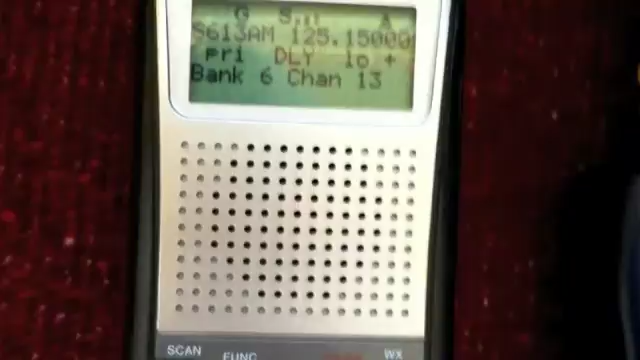 G S A
S613AM 125.15000
Pri DLY lo +
Bank 6 Chan 13
SCAN FUNC WX